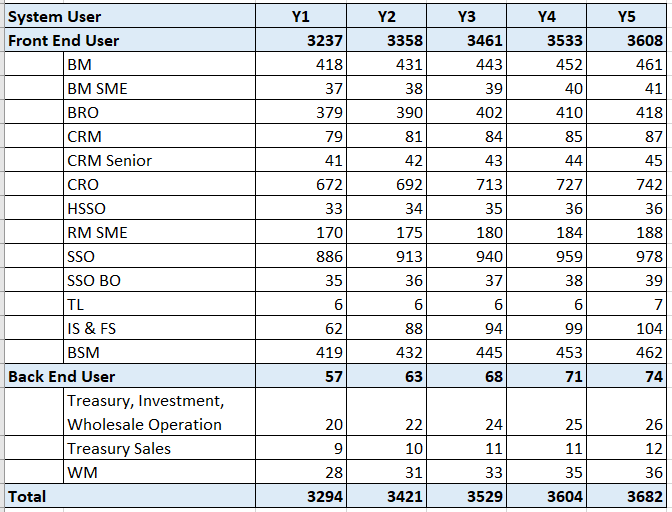 System User Y1 Y2 Y3 Y4 Y5
Front End User 3237 3358 3461 3533 3608
BM 418 431 443 452 461
BM SME 37 38 39 40 41
BRO 379 390 402 410 418
CRM 79 81 84 85 87
CRM Senior 41 42 43 44 45
CRO 672 692 713 727 742
HSSO 33 34 35 36 36
RM SME 170 175 180 184 188
SSO 886 913 940 959 978
SSO BO 35 36 37 38 39
TL 6 6 6 6 7
IS & FS 62 88 94 99 104
BSM 419 432 445 453 462
Back End User 57 63 68 71 74
Treasury, Investment,
Wholesale Operation 20 22 24 25 26
Treasury Sales 9 10 11 11 12
WM 28 31 33 35 36
Total 3294 3421 3529 3604 3682